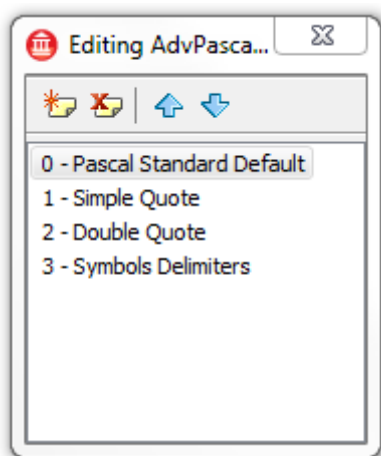 Editing AdvPasca...
0 - Pascal Standard Default
1 - Simple Quote
2 - Double Quote
3 - Symbols Delimiters